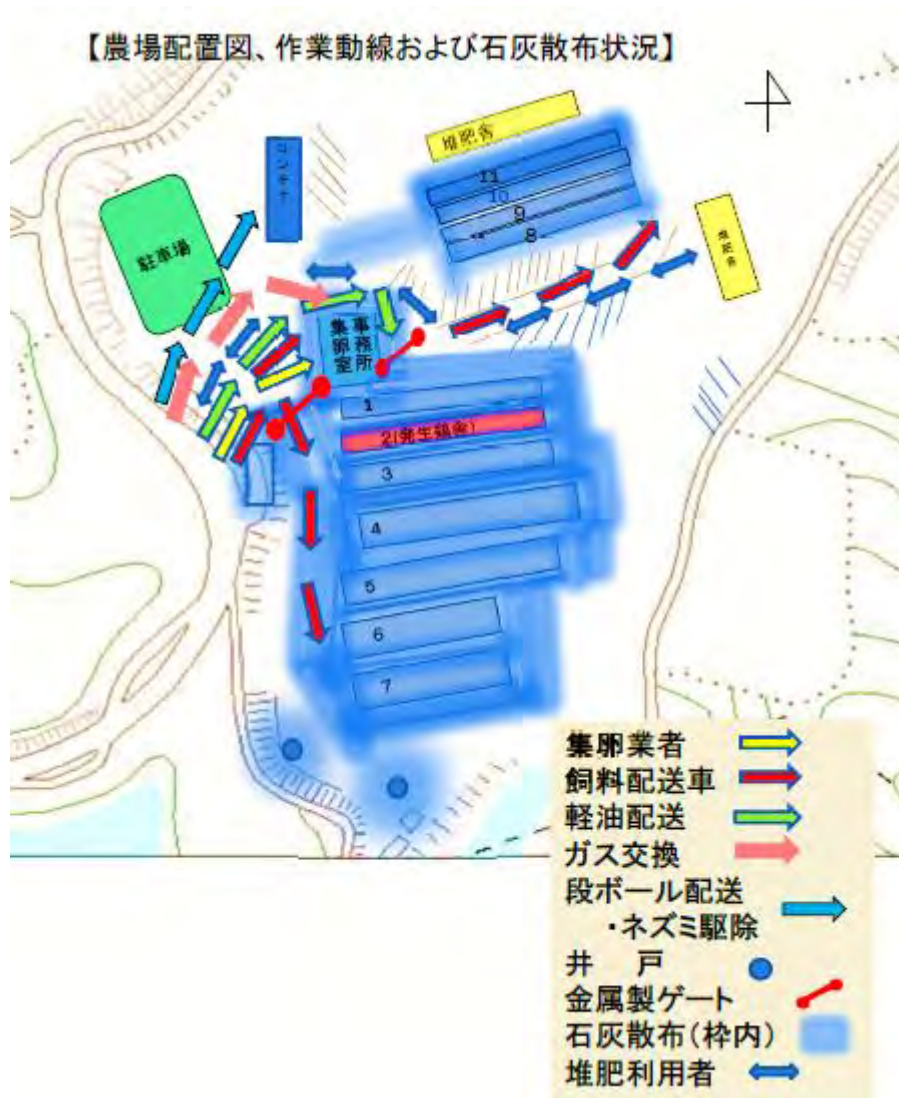 【農場配置図、作業動線および石灰散布状況】
堆肥舎
コンテナ
11
10
9
8
駐車場
堆肥舎
事務所
集卵室
1
2(発生鶏舎)
3
4
5
6
7
集卵業者
飼料配送車
軽油配送
ガス交換
段ボール配送
・ネズミ駆除
井 戸
金属製ゲート
石灰散布(枠内)
堆肥利用者